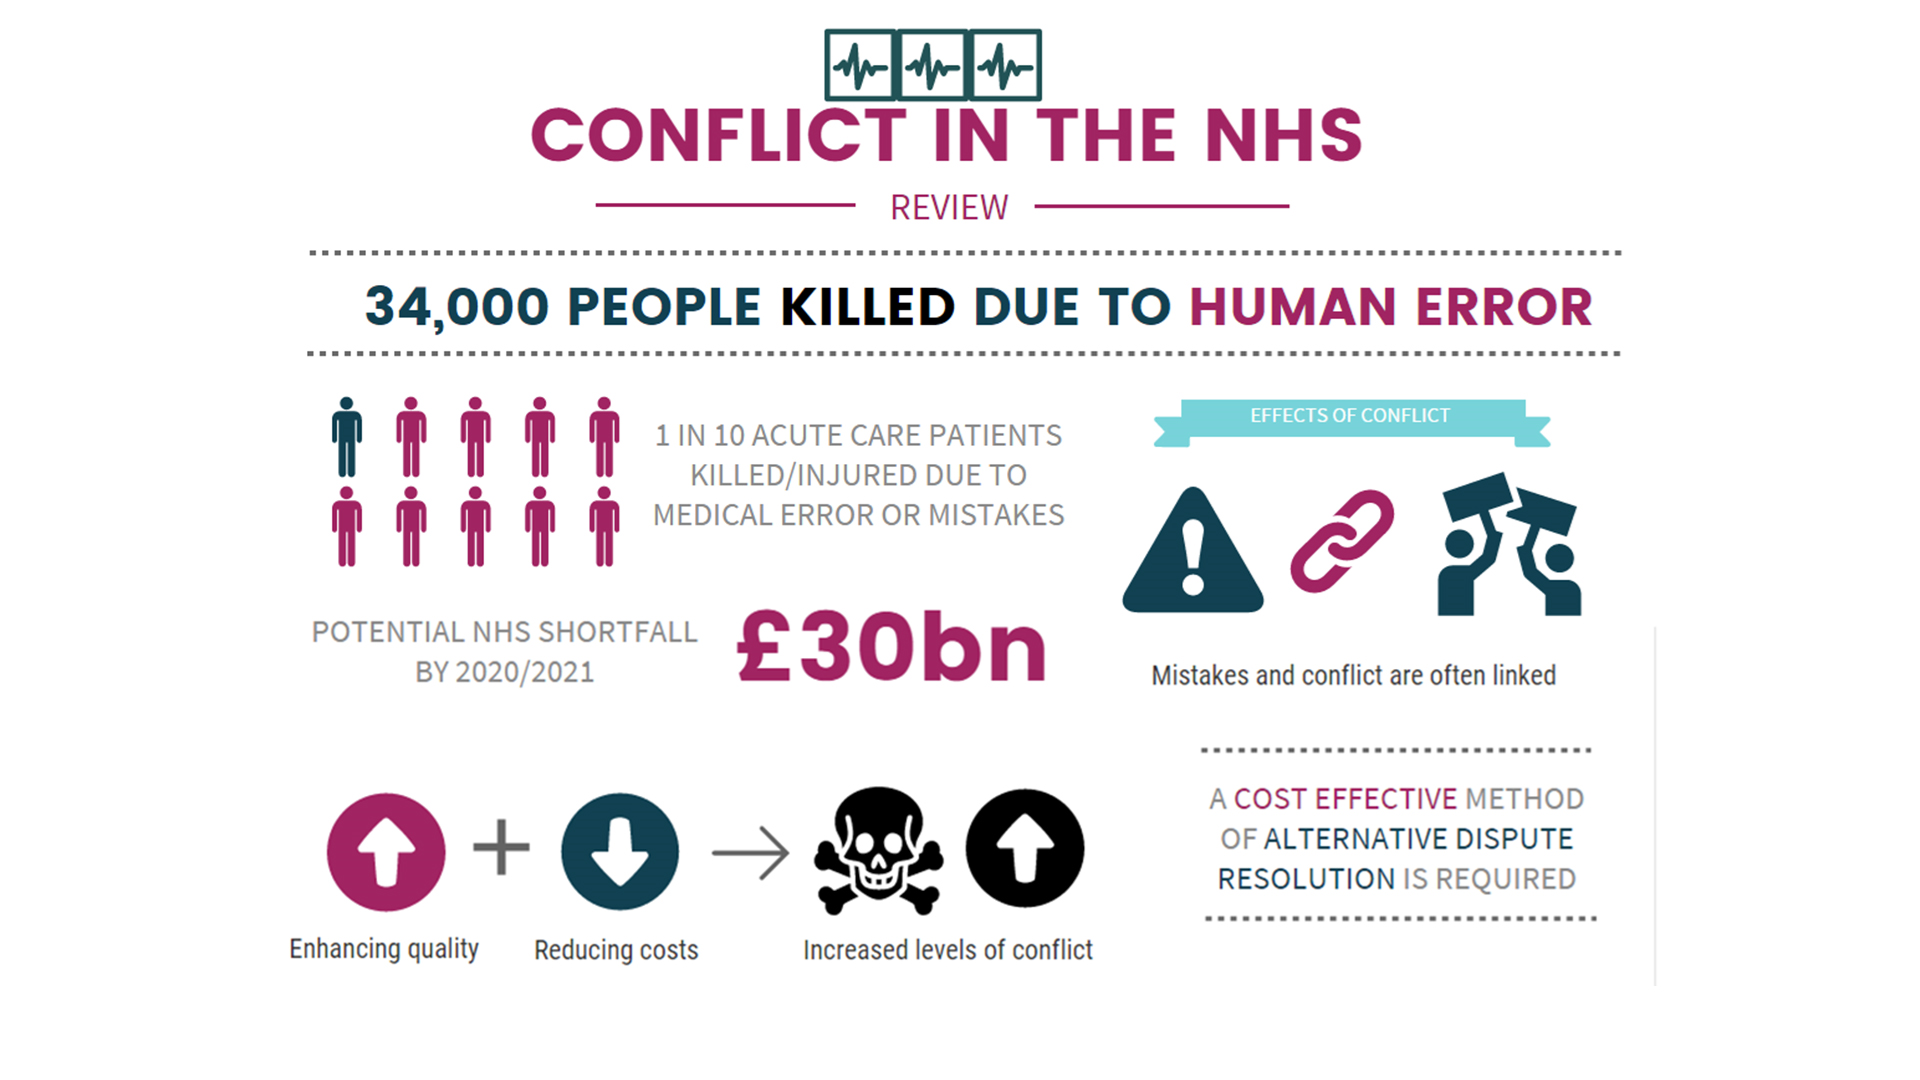 CONFLICT IN THE NHS
REVIEW
34,000 PEOPLE KILLED DUE TO HUMAN ERROR
1 IN 10 ACUTE CARE PATIENTS
KILLED/INJURED DUE TO
MEDICAL ERROR OR MISTAKES
POTENTIAL NHS SHORTFALL
BY 2020/2021
£30bn
EFFECTS OF CONFLICT
Mistakes and conflict are often linked
Enhancing quality
Reducing costs
Increased levels of conflict
A COST EFFECTIVE METHOD
OF ALTERNATIVE DISPUTE
RESOLUTION IS REQUIRED